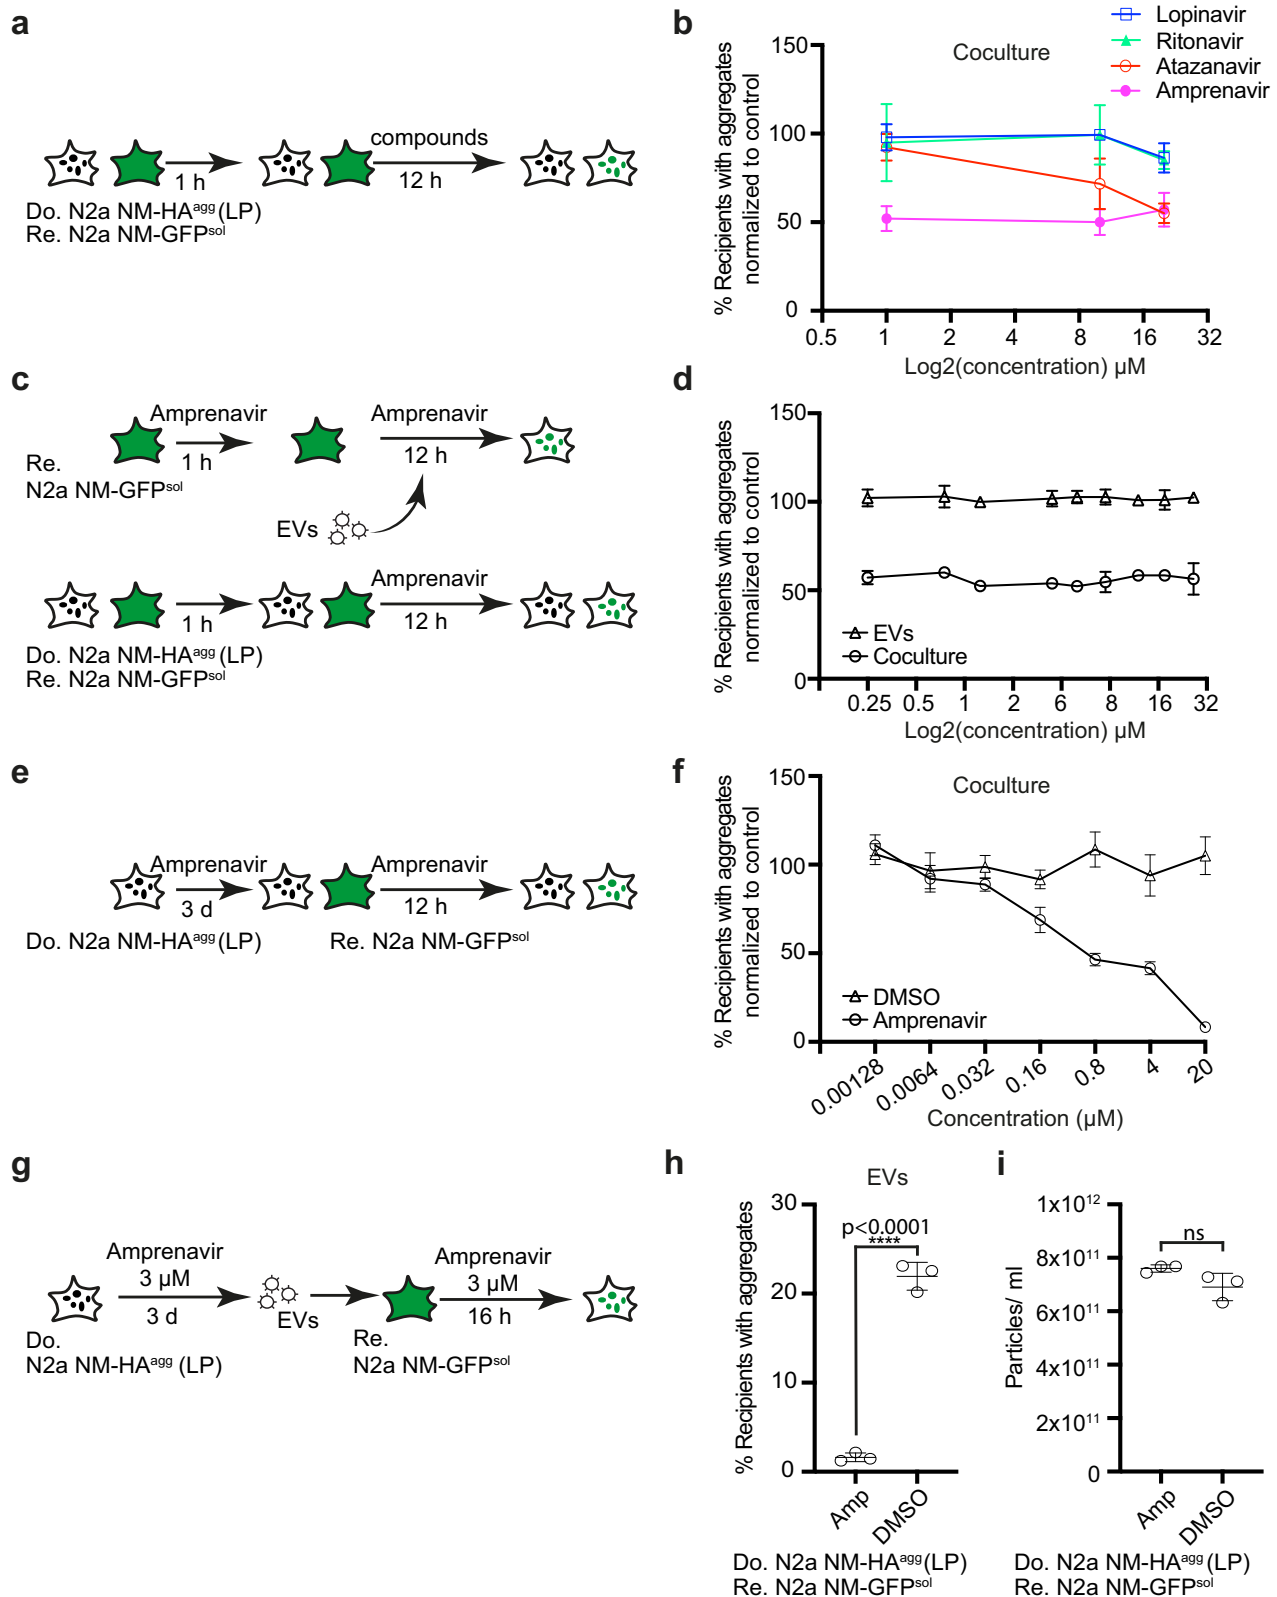 a
compounds
1 h
12 h
Do. N2a NM-HAagg (LP)
Re. N2a NM-GFPsol
b
Lopinavir
Ritonavir
Atazanavir
Amprenavir
Coculture
% Recipients with aggregates
normalized to control
150
100
50
0
0.5 1 2 4 8 16 32
Log2(concentration) µM
c
Amprenavir
Amprenavir
1 h
12 h
Re.
N2a NM-GFPsol
EVs
Amprenavir
1 h
12 h
Do. N2a NM-HAagg (LP)
Re. N2a NM-GFPsol
d
% Recipients with aggregates
normalized to control
150
100
50
0
EVs
Coculture
0.25 0.5 1 2 6 8 16 32
Log2(concentration) µM
e
Amprenavir
Amprenavir
3 d
12 h
Do. N2a NM-HAagg (LP)
Re. N2a NM-GFPsol
f
Coculture
% Recipients with aggregates
normalized to control
150
100
50
0
DMSO
Amprenavir
0.00128 0.0064 0.032 0.16 0.8 4 20
Concentration (µM)
g
Amprenavir
3 µM
3 d
EVs
Amprenavir
3 µM
16 h
Do.
N2a NM-HAagg (LP)
Re.
N2a NM-GFPsol
h
EVs
% Recipients with aggregates
30
20
10
0
p<0.0001
****
Amp DMSO
Do. N2a NM-HAagg (LP)
Re. N2a NM-GFPsol
i
Particles/ ml
1x10¹²
8x10¹¹
6x10¹¹
4x10¹¹
2x10¹¹
0
ns
Amp DMSO
Do. N2a NM-HAagg (LP)
Re. N2a NM-GFPsol